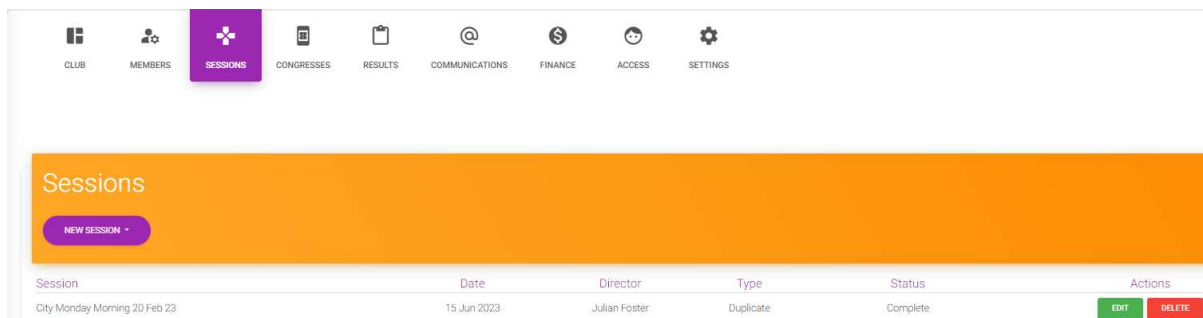 CLUB MEMBERS SESSIONS CONGRESSES RESULTS COMMUNICATIONS FINANCE ACCESS SETTINGS
Sessions
NEW SESSION
Session Date Director Type Status Actions
City Monday Morning 20 Feb 23 15 Jun 2023 Julian Foster Duplicate Complete EDIT DELETE